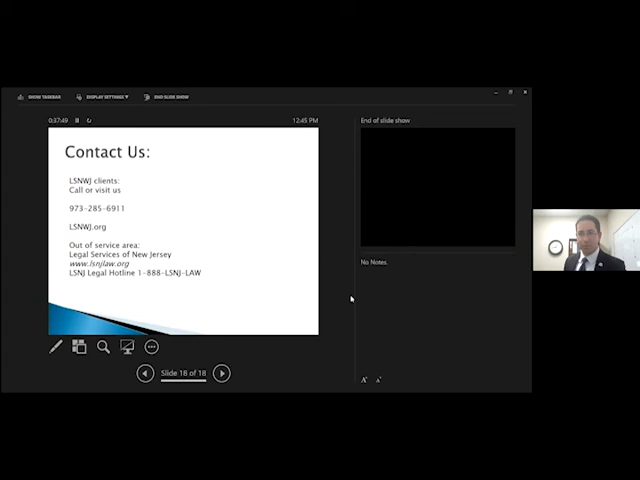 SHOW TASKBAR
DISPLAY SETTINGS
END SLIDE SHOW
0:37:49
12:45 PM
Contact Us:
LSNWJ clients:
Call or visit us
973-285-6911
LSNWJ.org
Out of service area:
Legal Services of New Jersey
www.lsnjlaw.org
LSNJ Legal Hotline 1-888-LSNJ-LAW
Slide 18 of 18
End of slide show
No Notes.
A
A